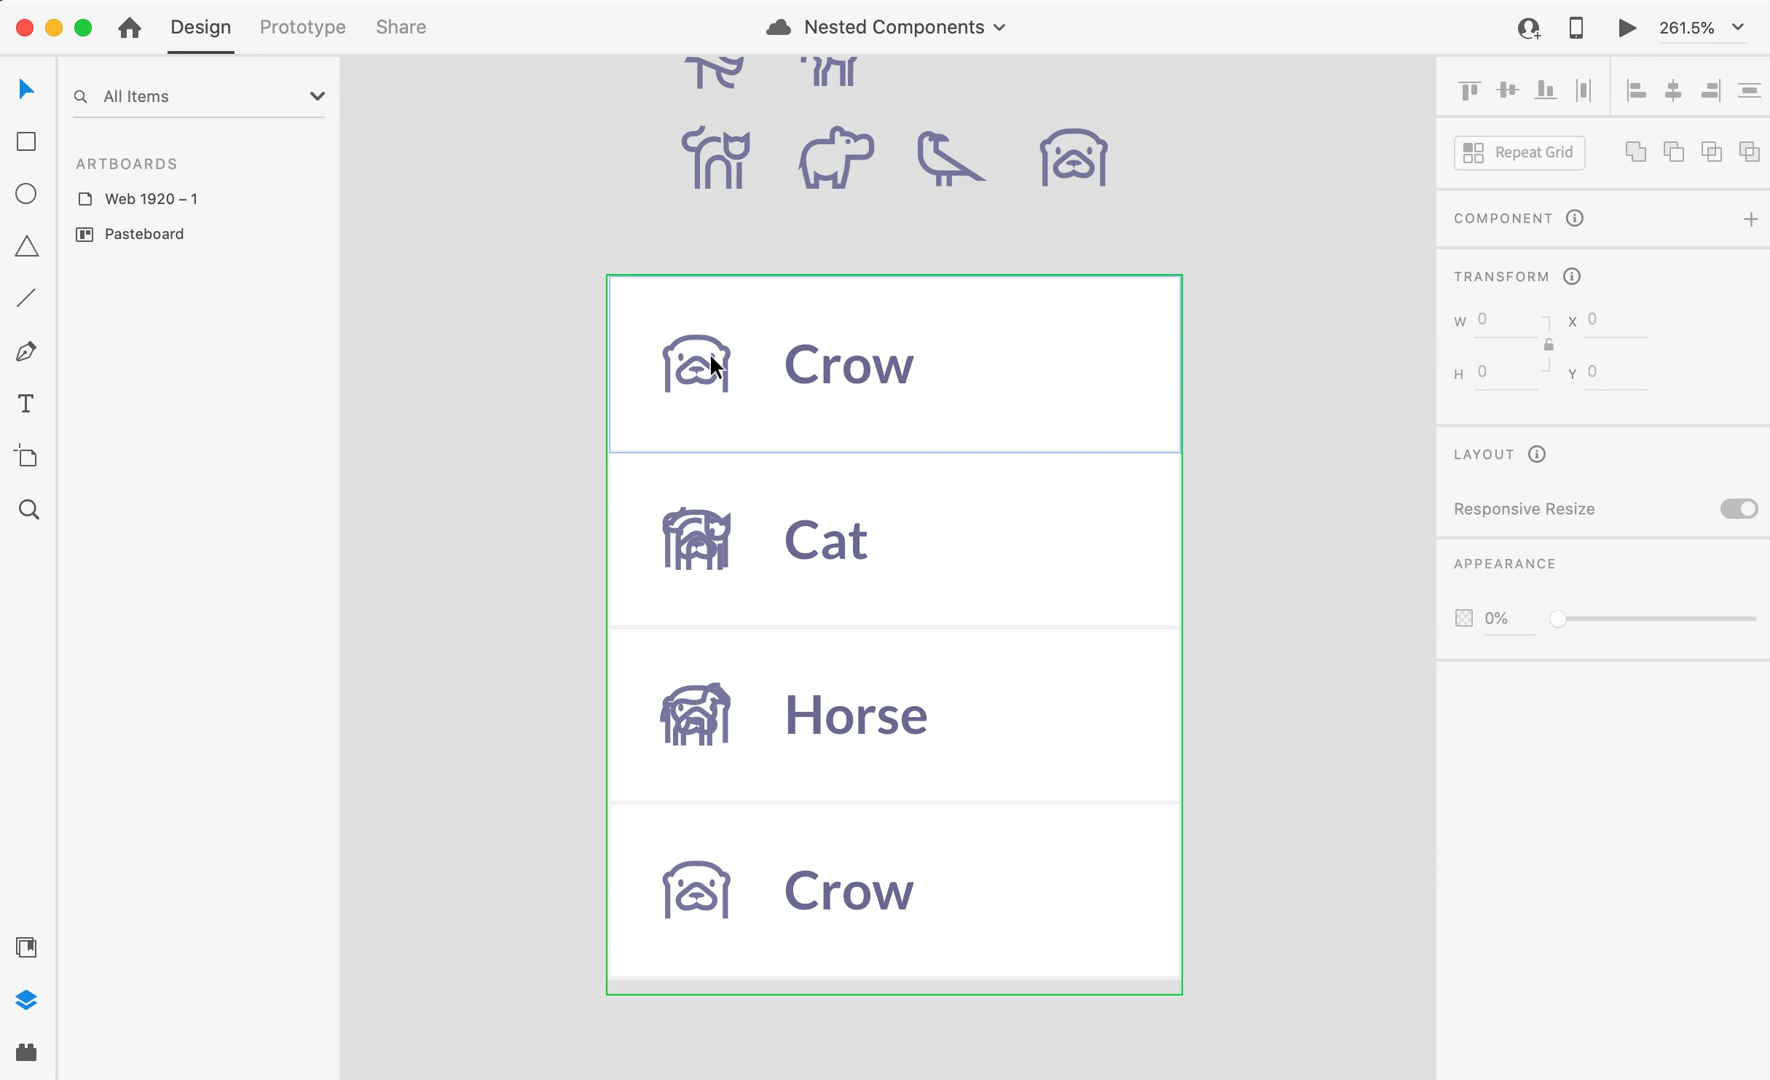 Design Prototype Share Nested Components 261.5%
All Items
ARTBOARDS
Web 1920 – 1
Pasteboard
Crow
Cat
Horse
Crow
Repeat Grid
COMPONENT
TRANSFORM
W 0 X 0
H 0 Y 0
LAYOUT
Responsive Resize
APPEARANCE
0%
T